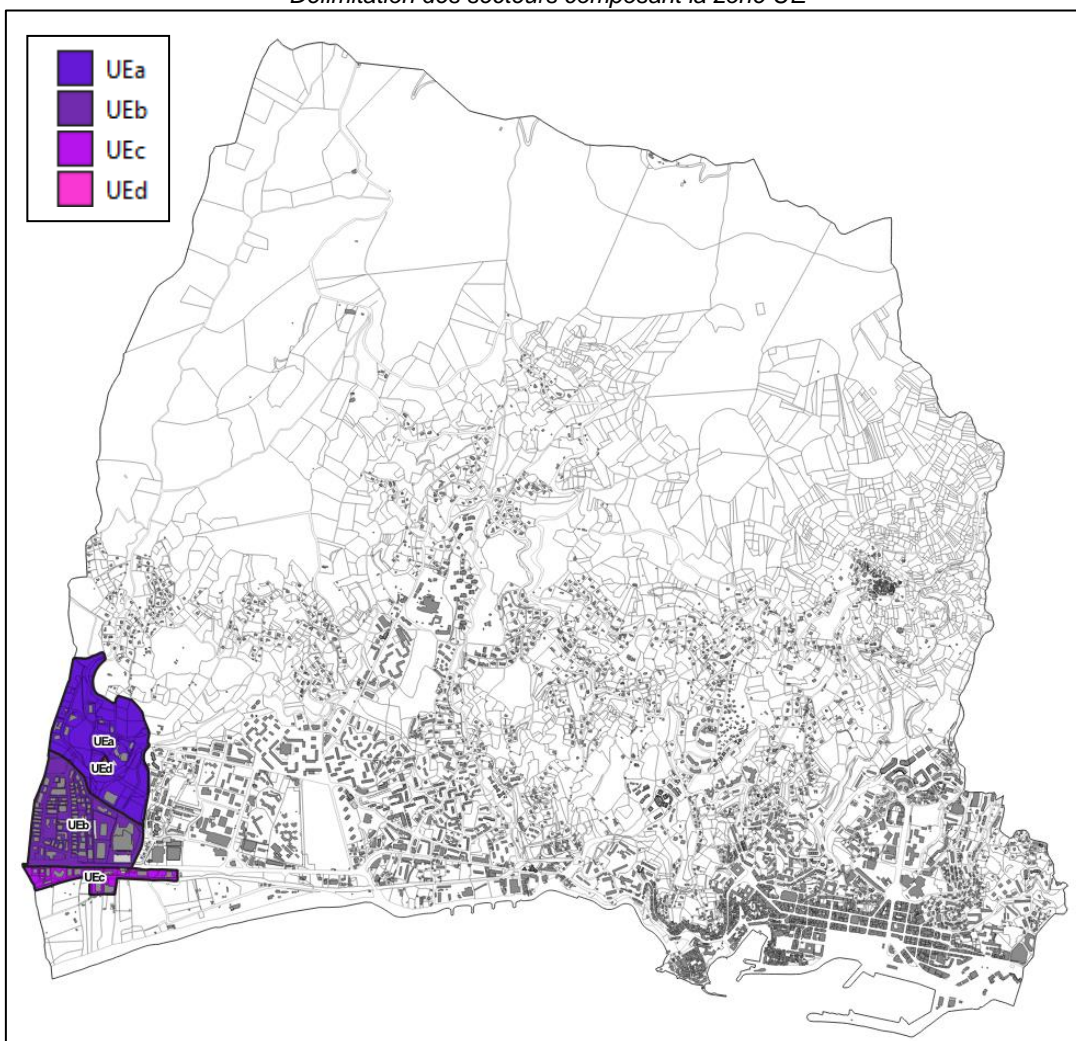 Délimitation des secteurs composant la zone UE
UEa
UEb
UEc
UEd
UEa
UEd
UEb
UEc